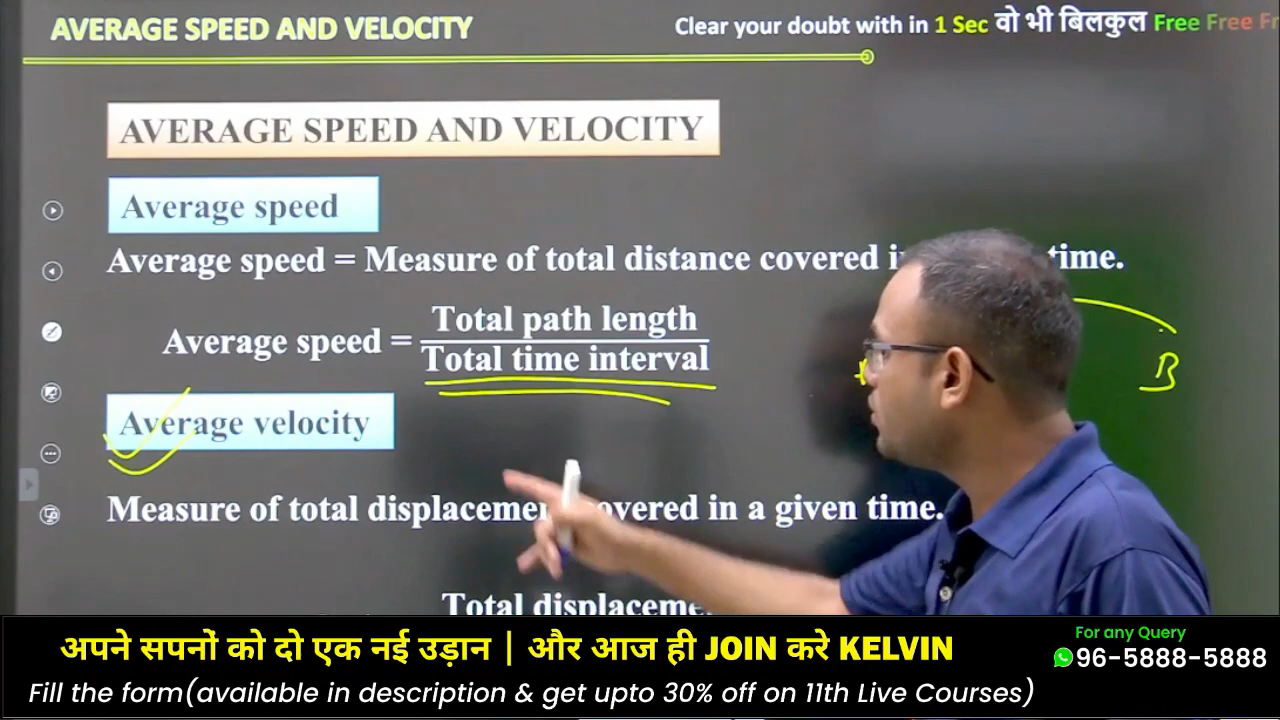 AVERAGE SPEED AND VELOCITY
Clear your doubt with in 1 Sec वो भी बिलकुल Free Free Fr
AVERAGE SPEED AND VELOCITY
Average speed
Average speed = Measure of total distance covered i time.
Average speed = Total path length
Total time interval
B
Average velocity
Measure of total displaceme overed in a given time.
Total displaceme
अपने सपनों को दो एक नई उड़ान | और आज ही JOIN करे KELVIN
For any Query
96-5888-5888
Fill the form(available in description & get upto 30% off on 11th Live Courses)